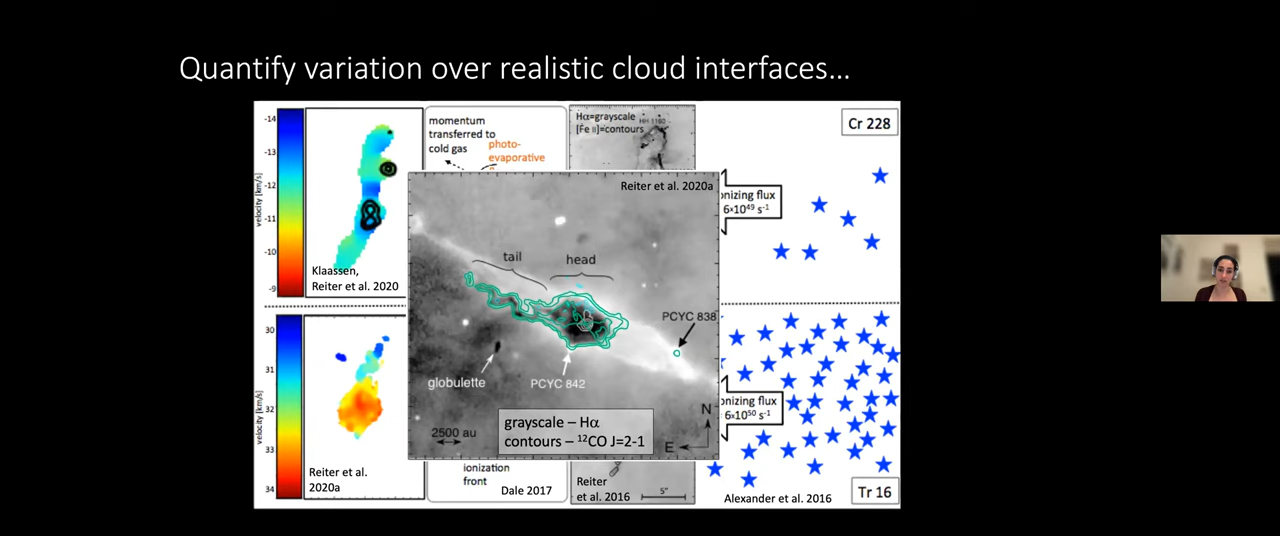 Quantify variation over realistic cloud interfaces…
-14
-13
-12
-11
-10
-9
velocity [km/s]
Klaassen,
Reiter et al. 2020
momentum
transferred to
cold gas
photo-
evaporative
Hα=grayscale
[Fe II]=contours
HH 1160
Cr 228
onizing flux
6×10⁴⁹ s⁻¹
Reiter et al. 2020a
tail
head
PCYC 838
globulette
PCYC 842
grayscale – Hα
contours – ¹²CO J=2-1
2500 au
N
E
30
31
32
33
34
velocity [km/s]
Reiter et al.
2020a
ionization
front
Dale 2017
Reiter
et al. 2016
5"
onizing flux
6×10⁵⁰ s⁻¹
Alexander et al. 2016
Tr 16